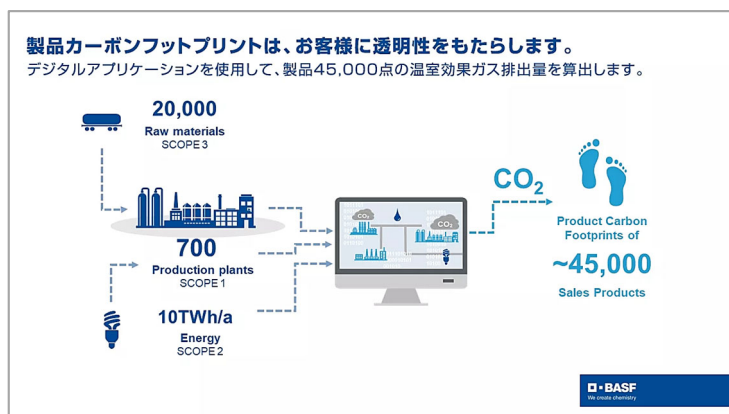 製品カーボンフットプリントは、お客様に透明性をもたらします。
デジタルアプリケーションを使用して、製品45,000点の温室効果ガス排出量を算出します。
20,000
Raw materials
SCOPE 3
700
Production plants
SCOPE 1
10TWh/a
Energy
SCOPE 2
CO₂
CO₂
CO₂
Product Carbon
Footprints of
~45,000
Sales Products
BASF
We create chemistry